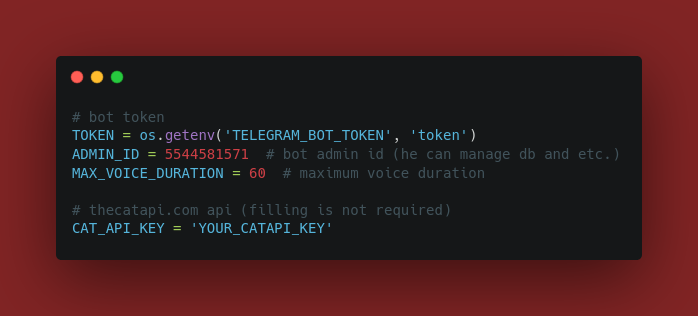 # bot token
TOKEN = os.getenv('TELEGRAM_BOT_TOKEN', 'token')
ADMIN_ID = 5544581571  # bot admin id (he can manage db and etc.)
MAX_VOICE_DURATION = 60  # maximum voice duration
# thecatapi.com api (filling is not required)
CAT_API_KEY = 'YOUR_CATAPI_KEY'